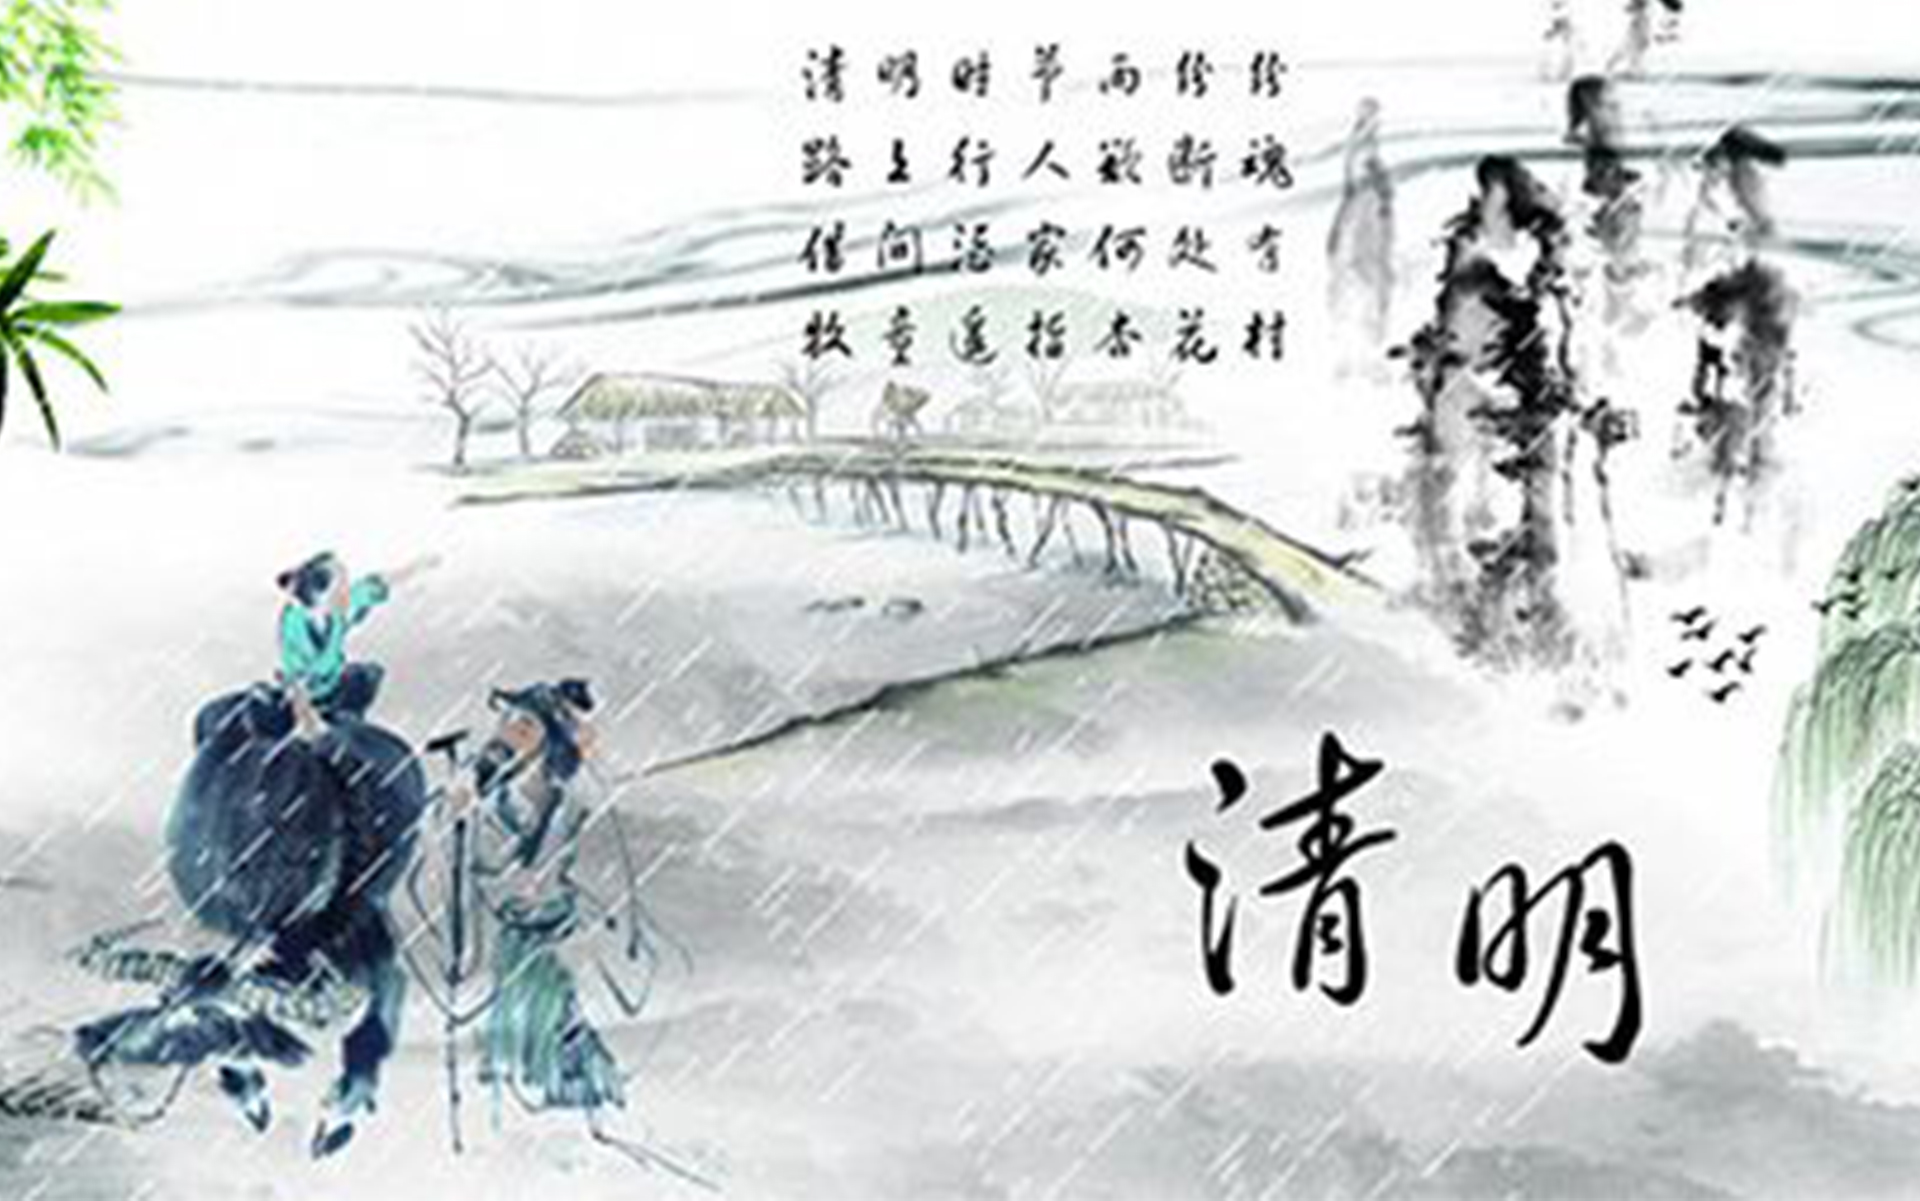 清明时节雨纷纷
路上行人欲断魂
借问酒家何处有
牧童遥指杏花村
清明